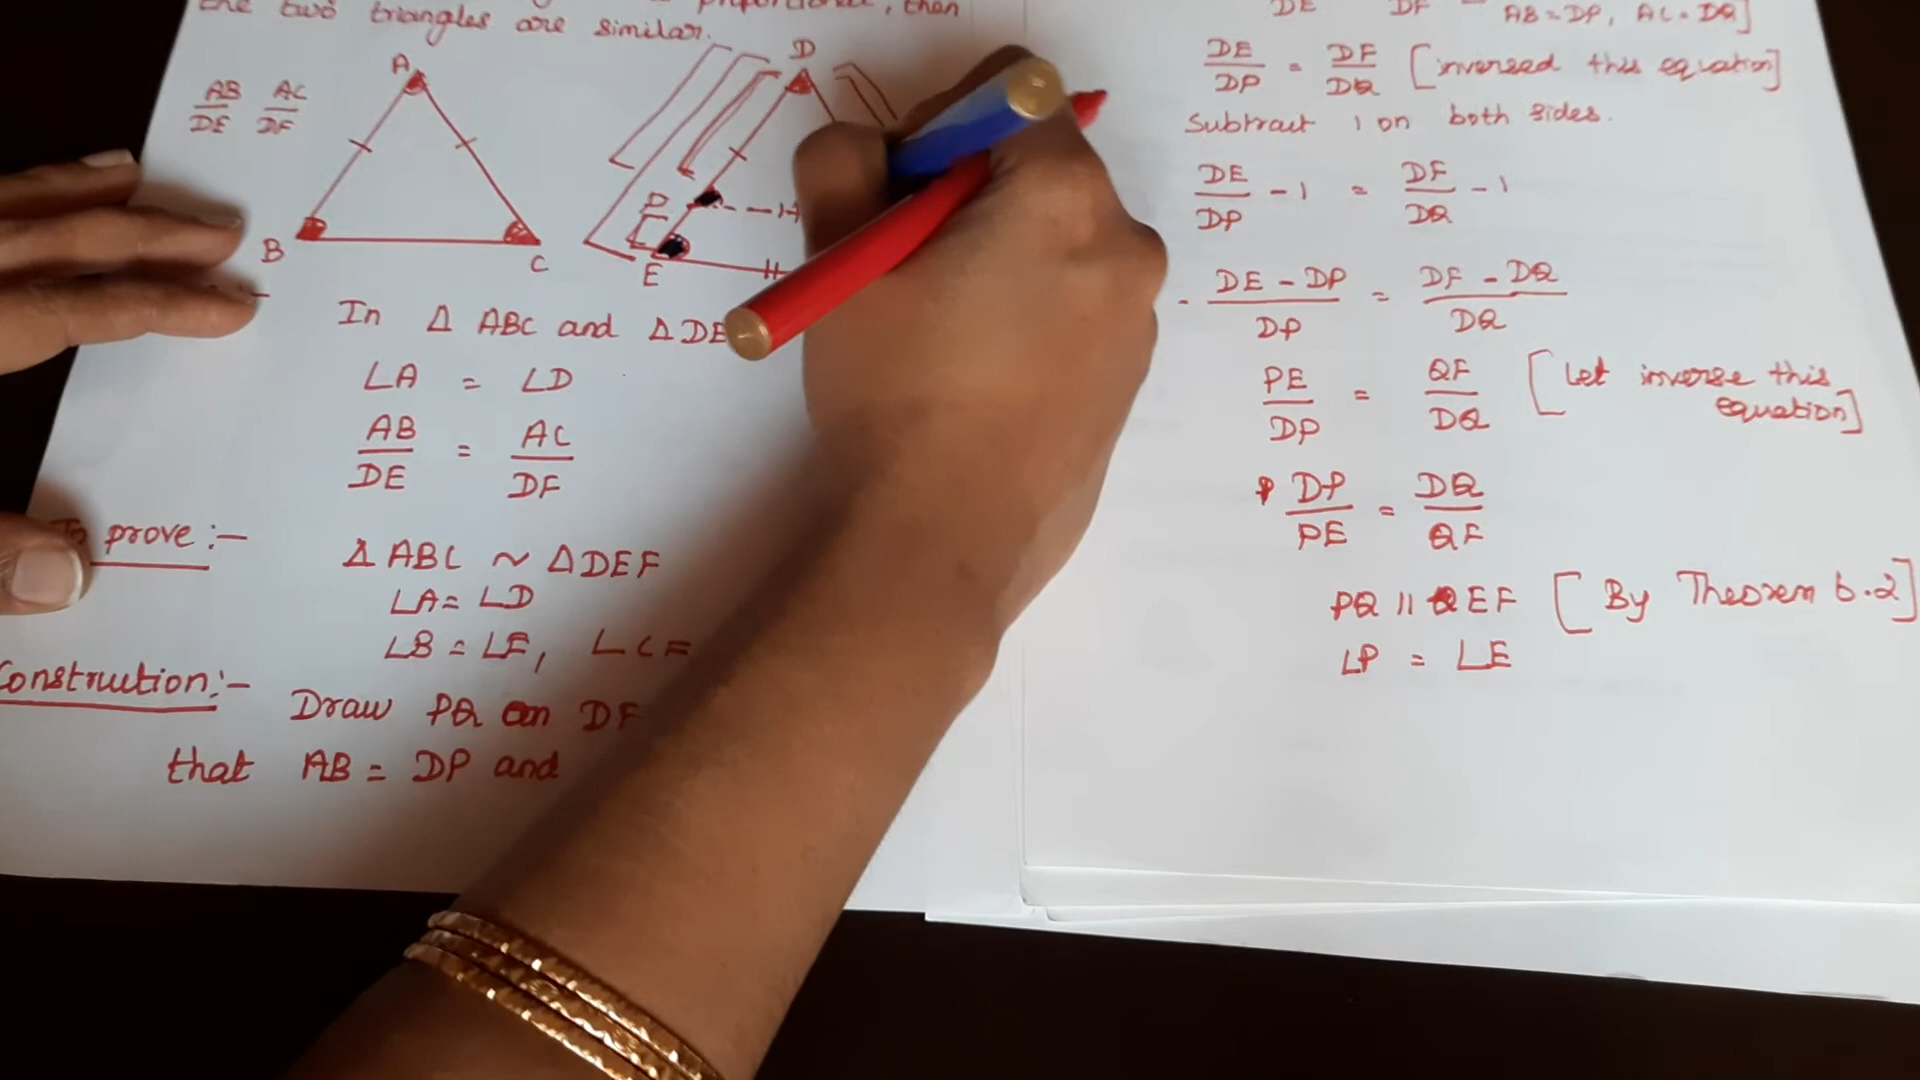 the two triangles are similar.
then
AB AC
DE DF
A
B
C
D
P
E
In Δ ABC and Δ DE
∠A = ∠D
AB = AC
DE DF
To prove :-
Δ ABC ~ Δ DEF
∠A = ∠D
∠B = ∠E, ∠C =
Construction :-
Draw PQ on DF
that AB = DP and
DE DF
AB = DP, AC = DQ]
DE = DF [inversed this equation]
DP DQ
Subtract 1 on both sides.
DE - 1 = DF - 1
DP DQ
DE - DP = DF - DQ
DP DQ
PE = QF [Let inverse this
DP DQ equation]
DP = DQ
PE QF
PQ || EF [By Theorem 6.2]
∠P = ∠E